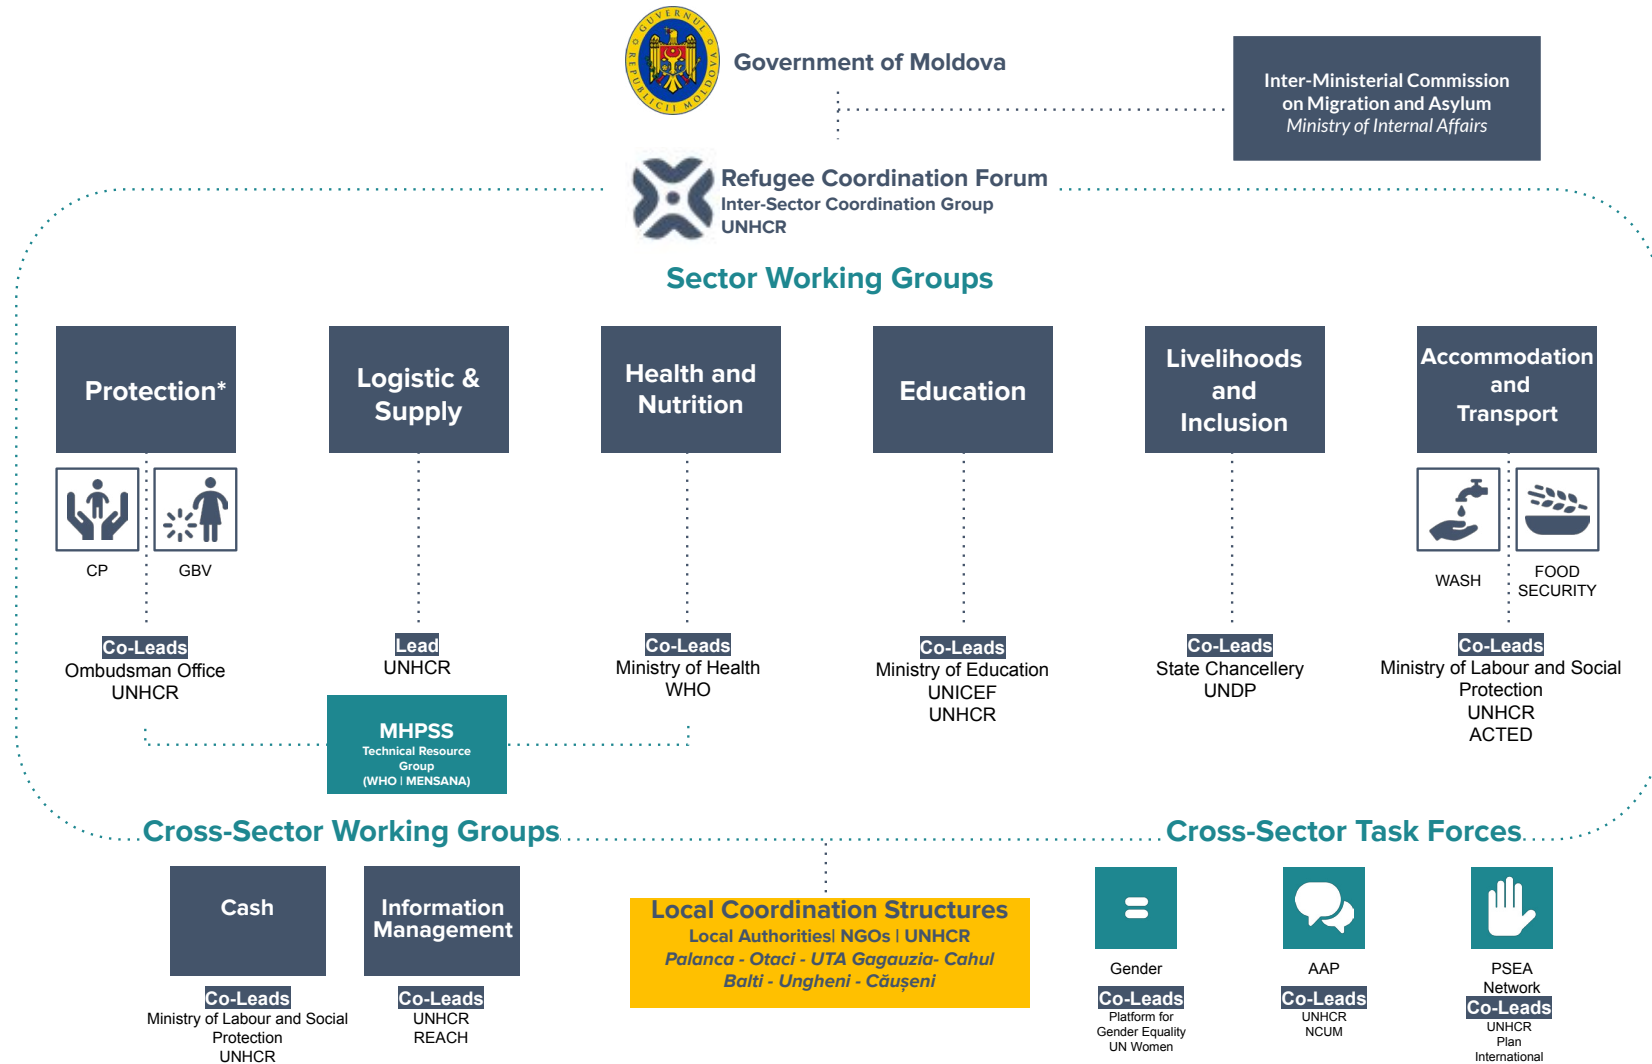 GUVERNUL
REPUBLICII MOLDOVA
Government of Moldova
Inter-Ministerial Commission
on Migration and Asylum
Ministry of Internal Affairs
Refugee Coordination Forum
Inter-Sector Coordination Group
UNHCR
Sector Working Groups
Protection*
Logistic &
Supply
Health and
Nutrition
Education
Livelihoods
and
Inclusion
Accommodation
and
Transport
CP
GBV
WASH
FOOD
SECURITY
Co-Leads
Ombudsman Office
UNHCR
Lead
UNHCR
Co-Leads
Ministry of Health
WHO
Co-Leads
Ministry of Education
UNICEF
UNHCR
Co-Leads
State Chancellery
UNDP
Co-Leads
Ministry of Labour and Social
Protection
UNHCR
ACTED
MHPSS
Technical Resource
Group
(WHO | MENSANA)
Cross-Sector Working Groups
Cross-Sector Task Forces
Cash
Co-Leads
Ministry of Labour and Social
Protection
UNHCR
Information
Management
Co-Leads
UNHCR
REACH
Local Coordination Structures
Local Authorities| NGOs | UNHCR
Palanca - Otaci - UTA Gagauzia- Cahul
Balti - Ungheni - Căușeni
Gender
Co-Leads
Platform for
Gender Equality
UN Women
AAP
Co-Leads
UNHCR
NCUM
PSEA
Network
Co-Leads
UNHCR
Plan
International